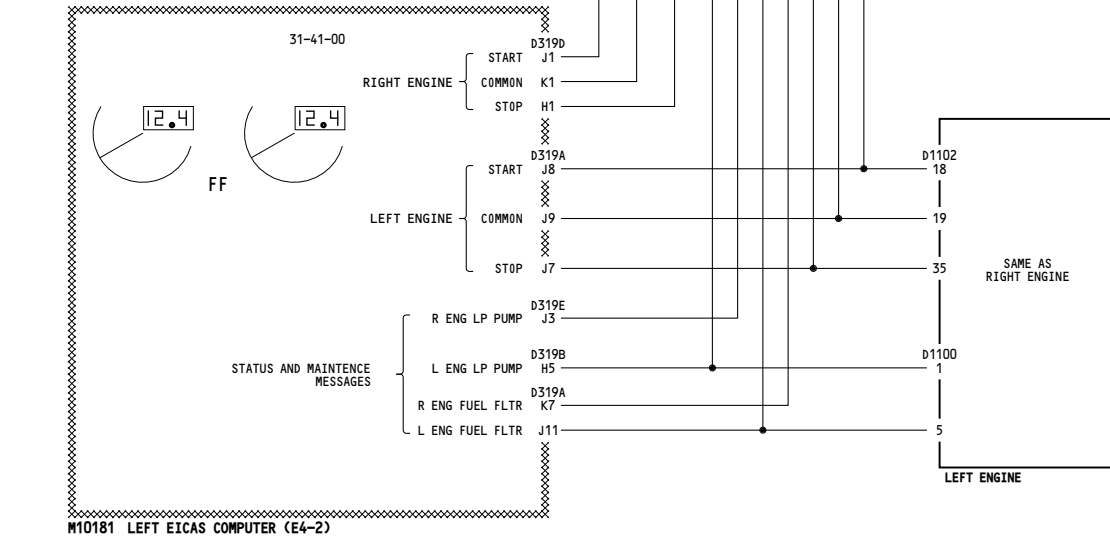 31-41-00
D319D
START J1
RIGHT ENGINE COMMON K1
STOP H1
12.4 12.4
FF
D319A D1102
START J8 18
LEFT ENGINE COMMON J9 19
STOP J7 35
SAME AS
RIGHT ENGINE
D319E
R ENG LP PUMP J3
D319B D1100
L ENG LP PUMP H5 1
STATUS AND MAINTENCE
MESSAGES
D319A
R ENG FUEL FLTR K7
L ENG FUEL FLTR J11 5
LEFT ENGINE
M10181 LEFT EICAS COMPUTER (E4-2)